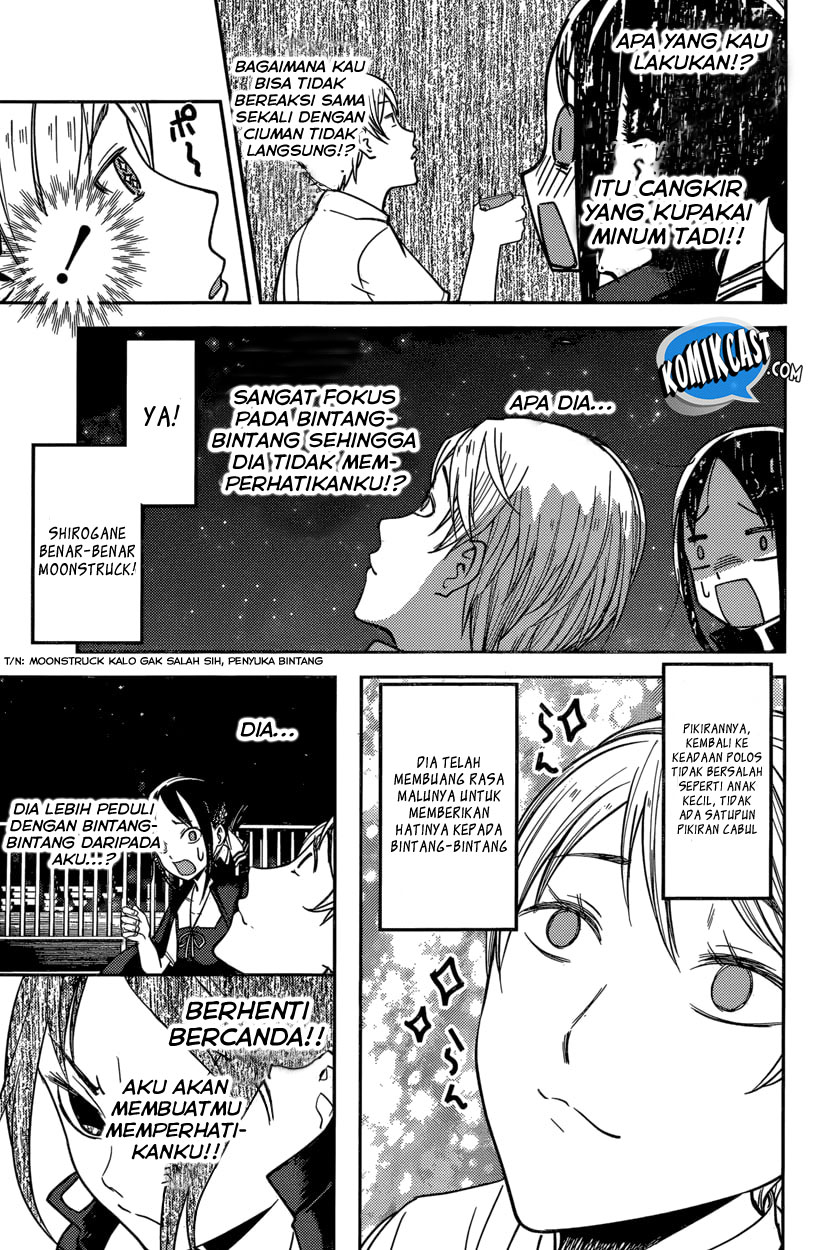 APA YANG KAU
LAKUKAN!?
ITU CANGKIR
YANG KUPAKAI
MINUM TADI!!
BAGAIMANA KAU
BISA TIDAK
BEREAKSI SAMA
SEKALI DENGAN
CIUMAN TIDAK
LANGSUNG!?
ポ〜
!
KOMIKCAST
.COM
APA DIA...
SANGAT FOKUS
PADA BINTANG-
BINTANG SEHINGGA
DIA TIDAK MEM-
PERHATIKANKU!?
YA!
SHIROGANE
BENAR-BENAR
MOONSTRUCK!
T/N: MOONSTRUCK KALO GAK SALAH SIH, PENYUKA BINTANG
PIKIRANNYA,
KEMBALI KE
KEADAAN POLOS
TIDAK BERSALAH
SEPERTI ANAK
KECIL, TIDAK
ADA SATUPUN
PIKIRAN CABUL
DIA TELAH
MEMBUANG RASA
MALUNYA UNTUK
MEMBERIKAN
HATINYA KEPADA
BINTANG-BINTANG
DIA...
DIA LEBIH PEDULI
DENGAN BINTANG-
BINTANG DARIPADA
AKU...?
BERHENTI
BERCANDA!!
AKU AKAN
MEMBUATMU
MEMPERHATI-
KANKU!!